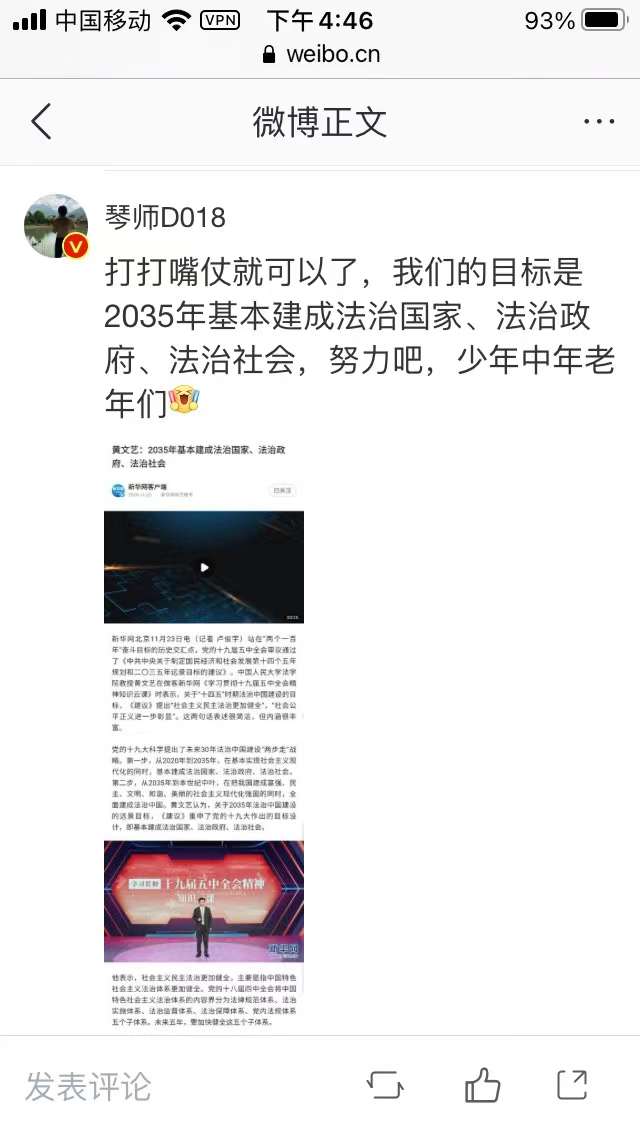 中国移动 VPN 下午4:46 93%
weibo.cn
微博正文
琴师D018
打打嘴仗就可以了，我们的目标是
2035年基本建成法治国家、法治政
府、法治社会，努力吧，少年中年老
年们
黄文艺：2035年基本建成法治国家、法治政
府、法治社会
新华网客户端
已关注
新华网北京11月23日电（记者 卢俊宇）站在“两个一百
年”奋斗目标的历史交汇点，党的十九届五中全会审议通过
了《中共中央关于制定国民经济和社会发展第十四个五年
规划和二〇三五年远景目标的建议》。中国人民大学法学
院教授黄文艺在做客新华网《学习贯彻十九届五中全会精
神知识云课》时表示，关于“十四五”时期法治中国建设的目
标，《建议》提出“社会主义民主法治更加健全”，“社会公
平正义进一步彰显”。这两句话表述很简洁，但内涵很丰
富。
党的十九大科学提出了未来30年法治中国建设“两步走”战
略。第一步，从2020年到2035年，在基本实现社会主义现
代化的同时，基本建成法治国家、法治政府、法治社会。
第二步，从2035年到本世纪中叶，在把我国建成富强、民
主、文明、和谐、美丽的社会主义现代化强国的同时，全
面建成法治中国。黄文艺认为，关于2035年法治中国建设
的远景目标，《建议》重申了党的十九大作出的目标设
计，即基本建成法治国家、法治政府、法治社会。
学习贯彻 十九届五中全会精神
知识云课
新华网
他表示，社会主义民主法治更加健全，主要是指中国特色
社会主义法治体系更加健全。党的十八届四中全会将中国
特色社会主义法治体系的内容界分为法律规范体系、法治
实施体系、法治监督体系、法治保障体系、党内法规体系
五个子体系。未来五年，要加快健全这五个子体系。
发表评论